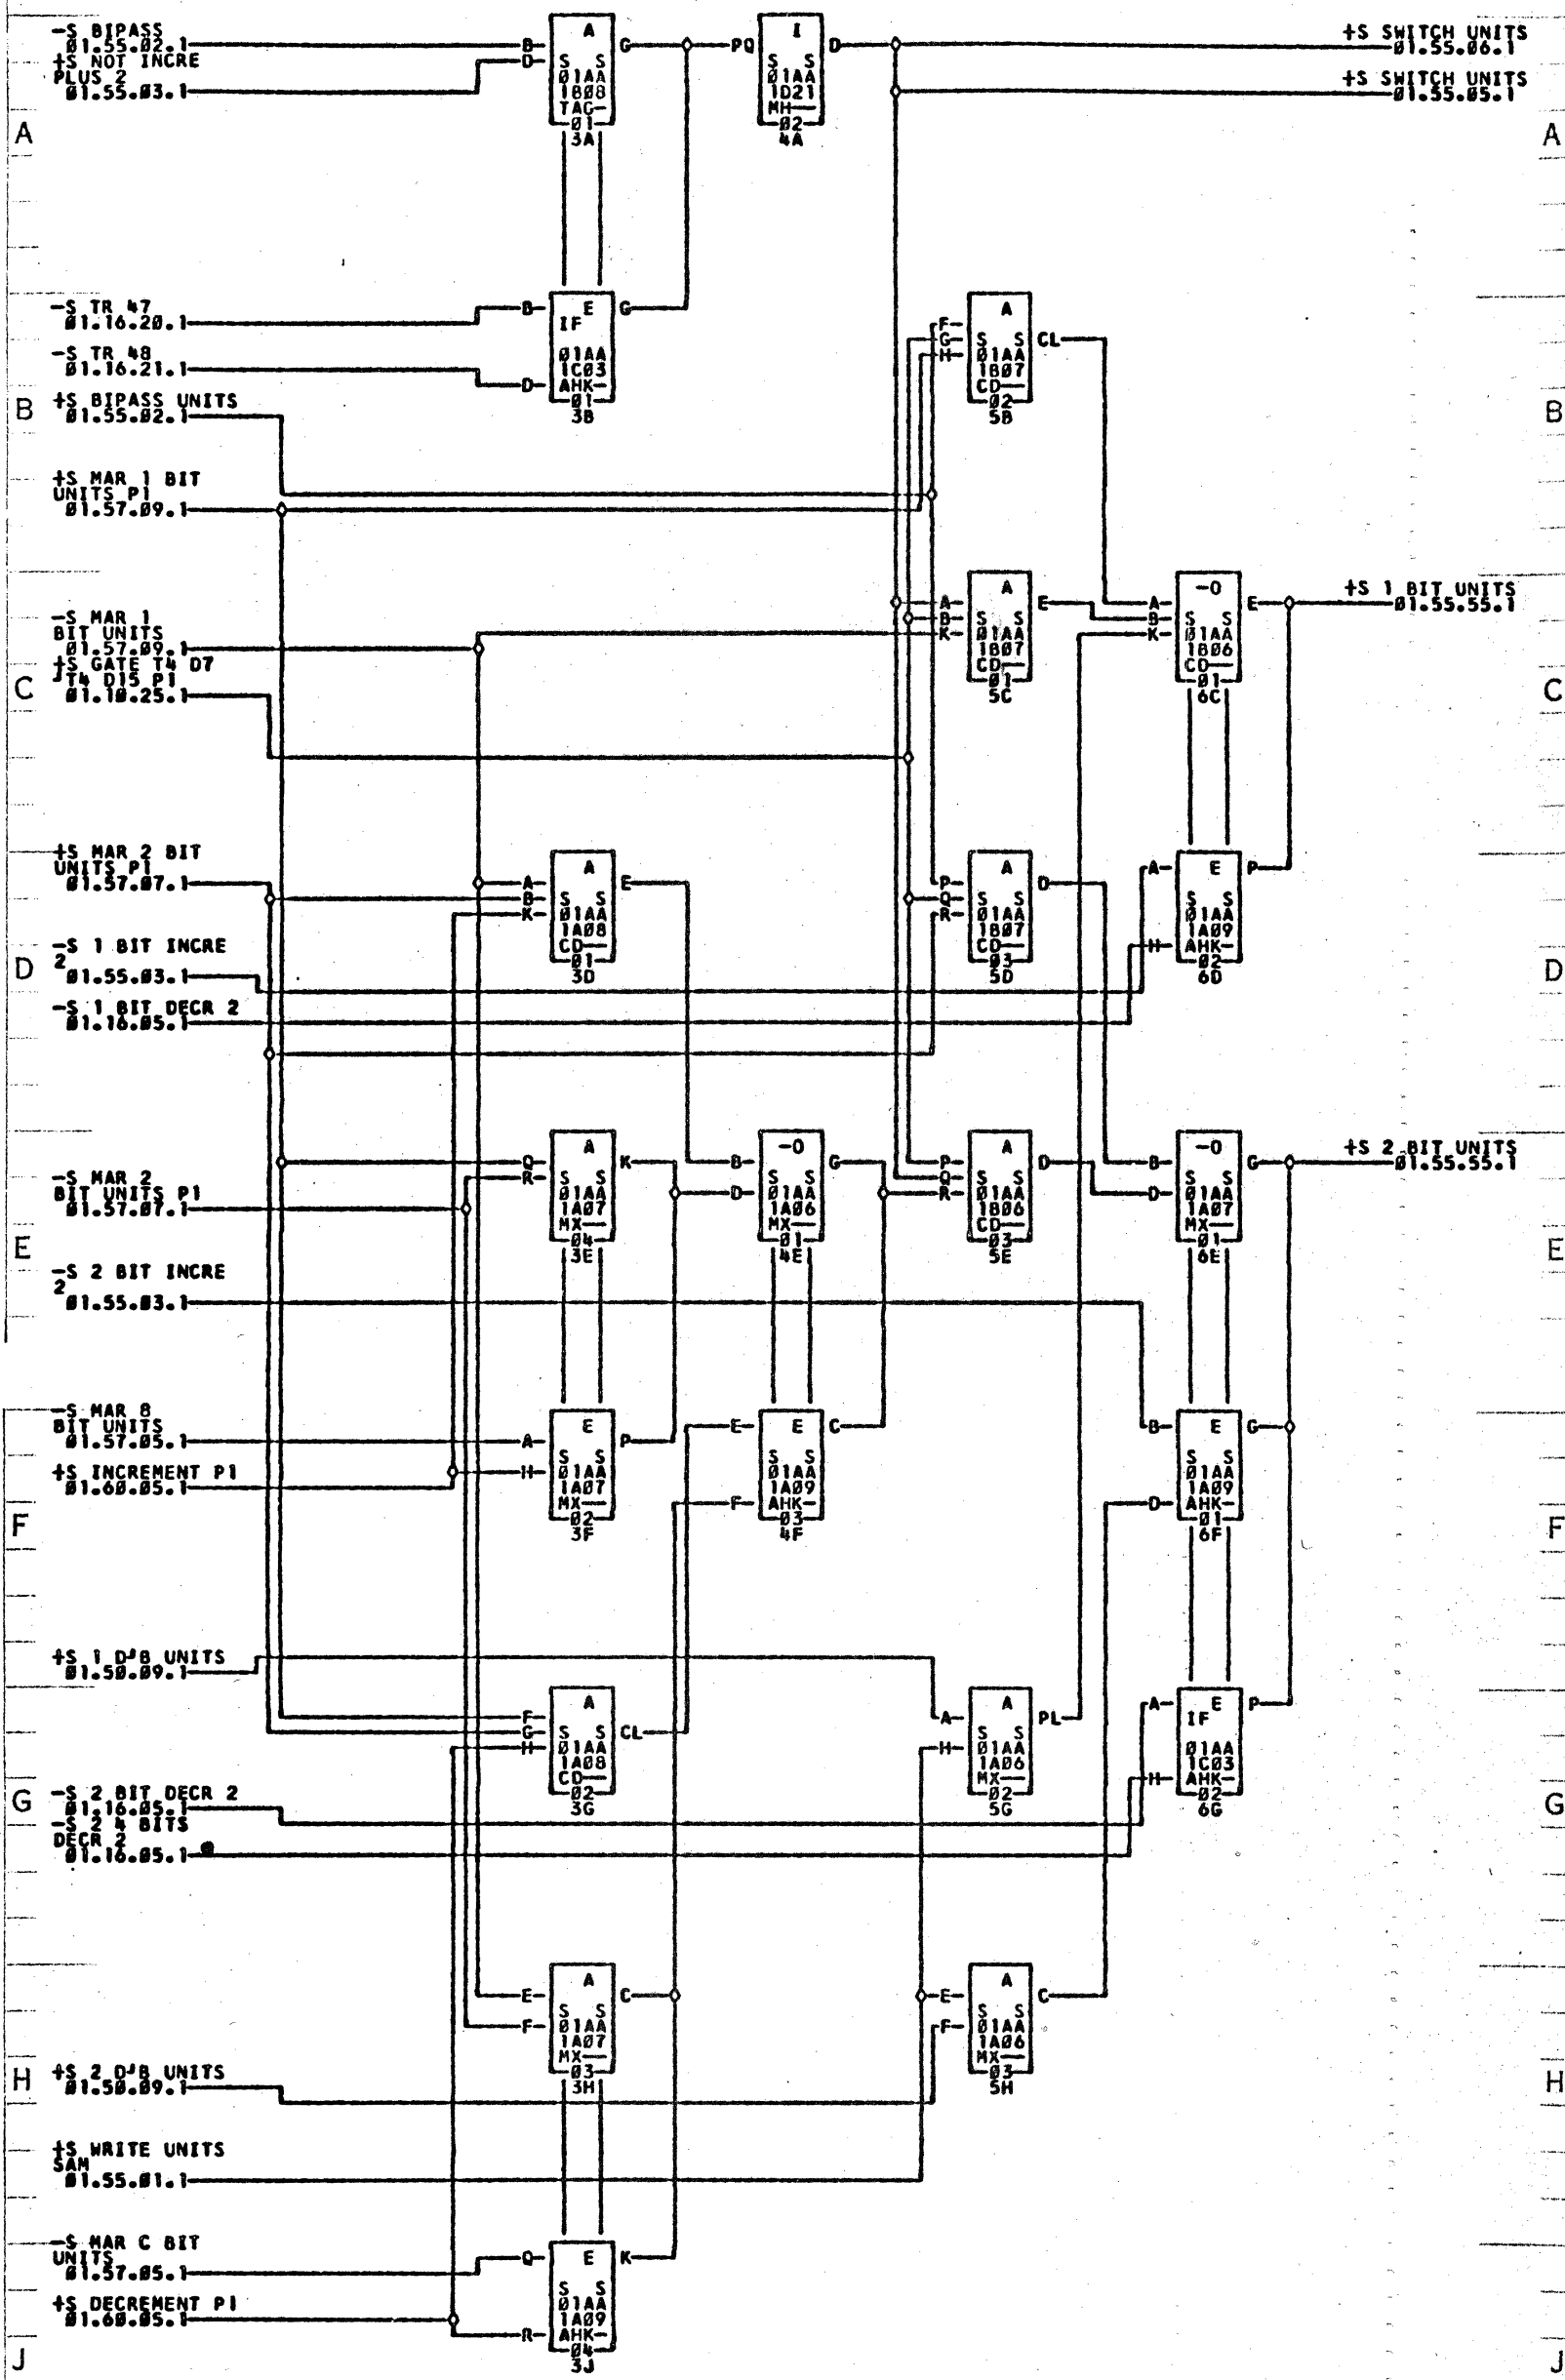 -S BIPASS
01.55.02.1
+S NOT INCRE
PLUS 2
01.55.03.1
B
D
A
S S
01AA
1B08
TAG-
01
3A
G
PQ
I
S S
01AA
1D21
MH
02
4A
D
+S SWITCH UNITS
01.55.06.1
+S SWITCH UNITS
01.55.05.1
A
A
-S TR 47
01.16.20.1
-S TR 48
01.16.21.1
B
D
E
IF
01AA
1C03
AHK-
01
3B
G
F
G
H
A
S S
01AA
1B07
CD
02
5B
CL
B
+S BIPASS UNITS
01.55.02.1
B
+S MAR 1 BIT
UNITS P1
01.57.09.1
-S MAR 1
BIT UNITS
01.57.09.1
+S GATE T4 D7
T4 D15 P1
01.10.25.1
A
B
K
A
S S
01AA
1B07
CD
01
5C
E
A
B
K
-O
S S
01AA
1B06
CD
01
6C
E
+S 1 BIT UNITS
01.55.55.1
C
C
+S MAR 2 BIT
UNITS P1
01.57.07.1
A
B
K
A
S S
01AA
1A08
CD
01
3D
E
P
Q
R
A
S S
01AA
1B07
CD
03
5D
D
A
H
E
S S
01AA
1A09
AHK-
02
6D
P
D
-S 1 BIT INCRE
2
01.55.03.1
D
-S 1 BIT DECR 2
01.16.05.1
-S MAR 2
BIT UNITS P1
01.57.07.1
Q
R
A
S S
01AA
1A07
MX
04
3E
K
B
D
-O
S S
01AA
1A06
MX
01
4E
G
P
Q
R
A
S S
01AA
1B06
CD
03
5E
D
B
D
-O
S S
01AA
1A07
MX
01
6E
G
+S 2 BIT UNITS
01.55.55.1
E
E
-S 2 BIT INCRE
2
01.55.03.1
-S MAR 8
BIT UNITS
01.57.05.1
+S INCREMENT P1
01.60.05.1
A
H
E
S S
01AA
1A07
MX
02
3F
P
E
F
E
S S
01AA
1A09
AHK-
03
4F
C
B
D
E
S S
01AA
1A09
AHK-
01
6F
G
F
F
+S 1 D'B UNITS
01.50.09.1
F
G
H
A
S S
01AA
1A08
CD
02
3G
CL
A
H
A
S S
01AA
1A06
MX
02
5G
PL
A
H
E
IF
01AA
1C03
AHK-
02
6G
P
G
-S 2 BIT DECR 2
01.16.05.1
-S 2 4 BITS
DECR 2
01.16.05.1
G
E
F
A
S S
01AA
1A07
MX
03
3H
C
E
F
A
S S
01AA
1A06
MX
03
5H
C
H
+S 2 D'B UNITS
01.50.09.1
H
+S WRITE UNITS
SAM
01.55.01.1
-S MAR C BIT
UNITS
01.57.05.1
+S DECREMENT P1
01.60.05.1
Q
R
E
S S
01AA
1A09
AHK-
04
3J
K
J
J